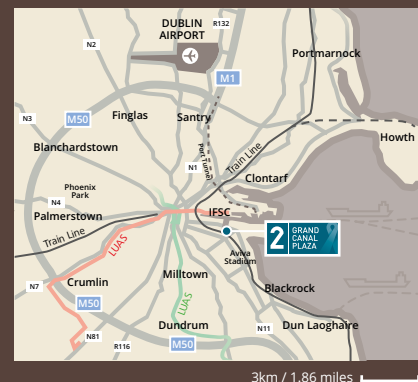 DUBLIN
AIRPORT
R132
N2
Portmarnock
M1
N3
M50
Finglas
Santry
Howth
Blanchardstown
Port Tunnel
Train Line
N1
Clontarf
Phoenix
Park
N4
Palmerstown
IFSC
2 GRAND
CANAL
PLAZA
Train Line
LUAS
Aviva
Stadium
Milltown
N7
Crumlin
Blackrock
M50
LUAS
Dundrum
N11
Dun Laoghaire
N81
R116
M50
3km / 1.86 miles